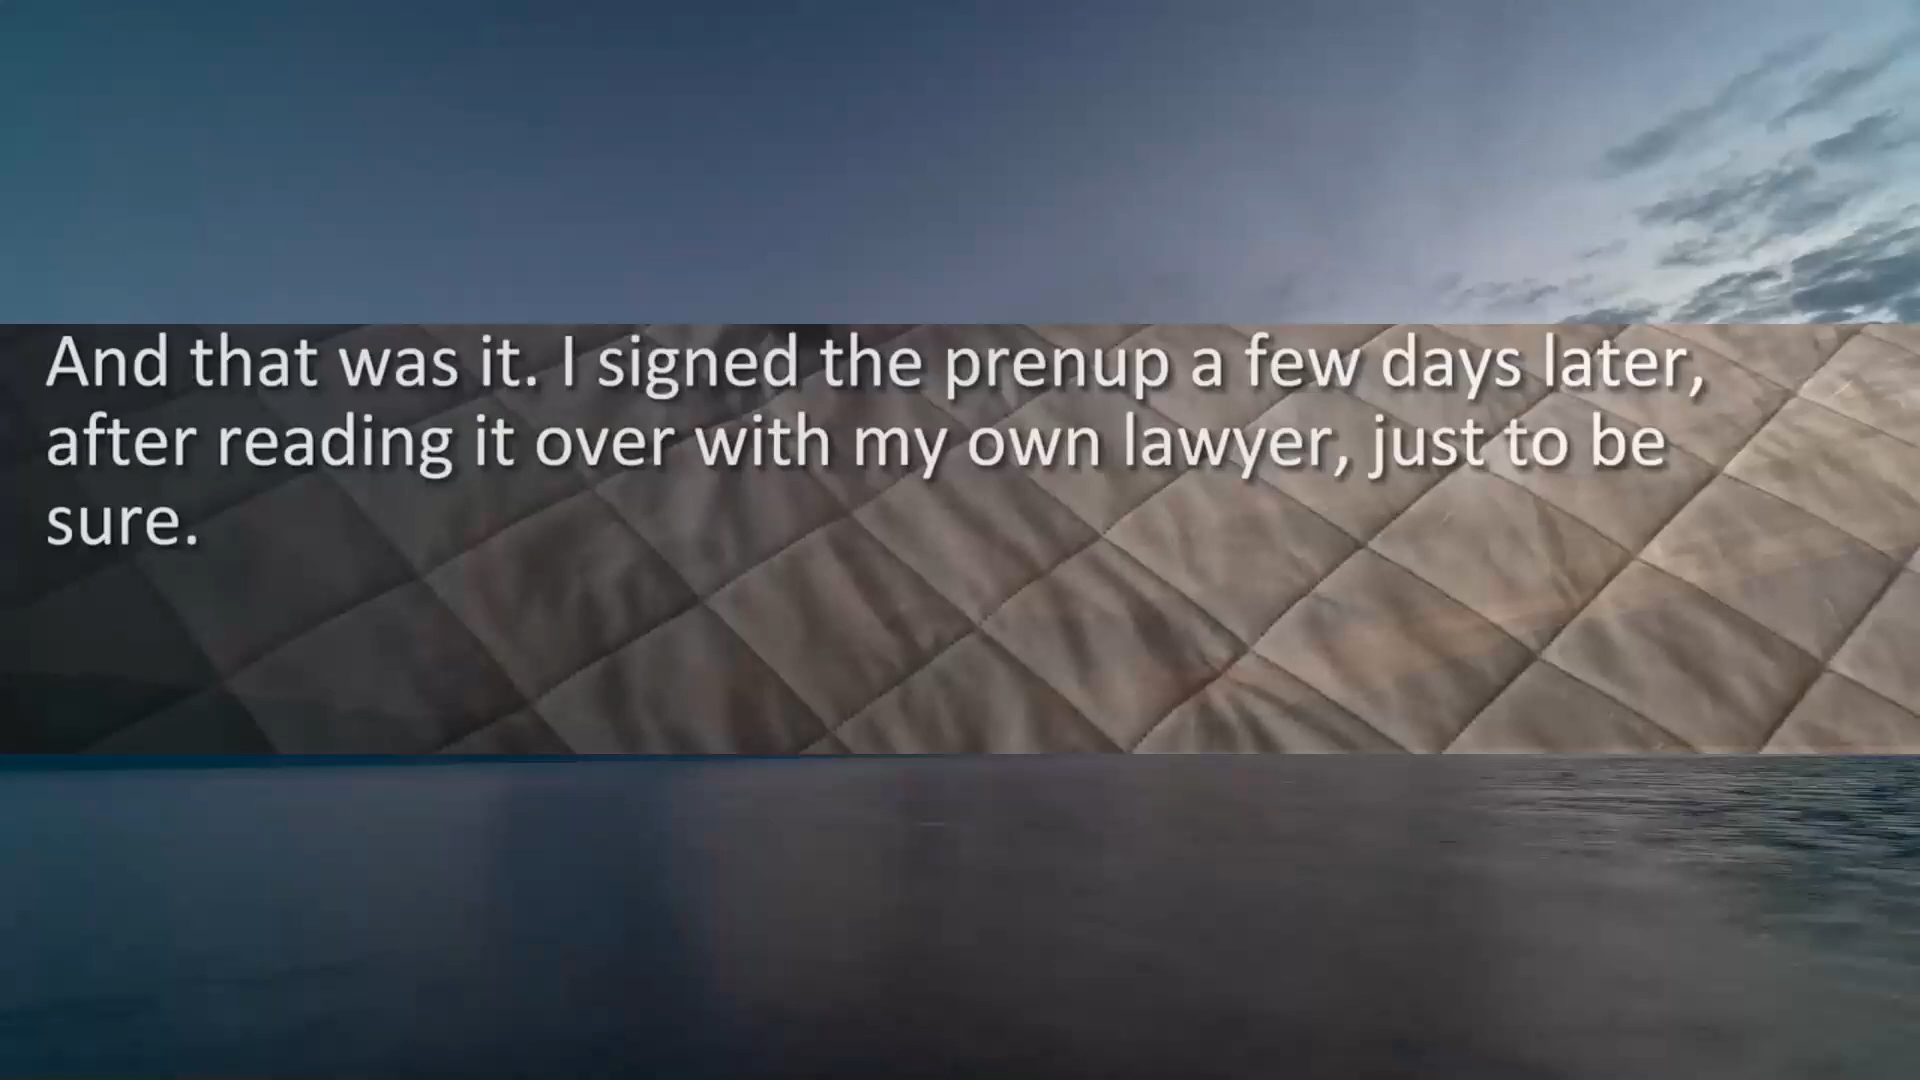 And that was it. I signed the prenup a few days later,
after reading it over with my own lawyer, just to be
sure.